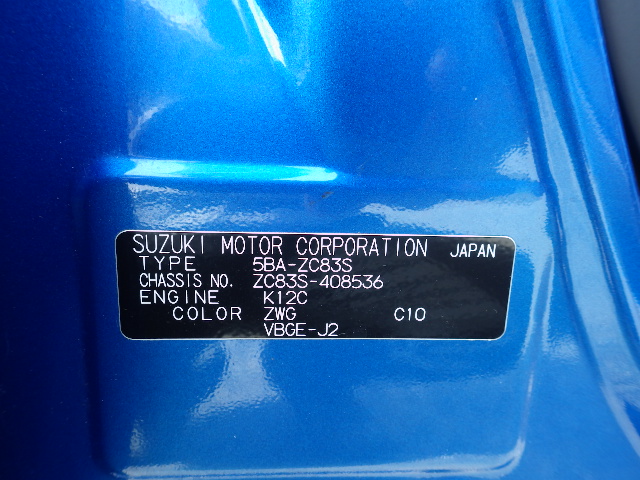 SUZUKI MOTOR CORPORATION JAPAN
TYPE 5BA-ZC83S
CHASSIS NO. ZC83S-408536
ENGINE K12C
COLOR ZWG C10
VBGE-J2